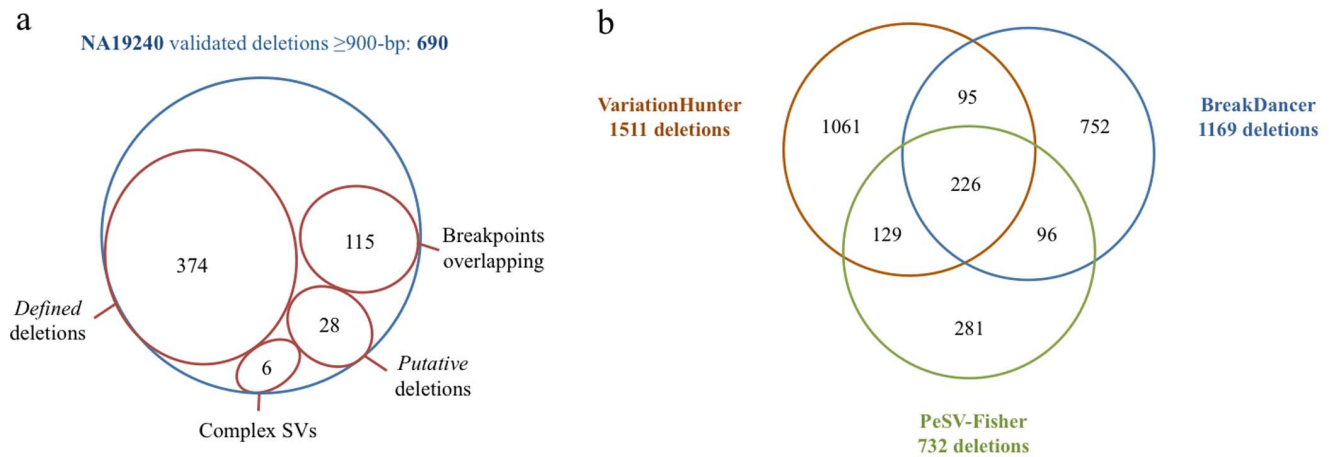 a
NA19240 validated deletions ≥900-bp: 690
374
115
Breakpoints
overlapping
28
6
Defined
deletions
Putative
deletions
Complex SVs
b
VariationHunter
1511 deletions
BreakDancer
1169 deletions
95
1061
752
226
129
96
281
PeSV-Fisher
732 deletions